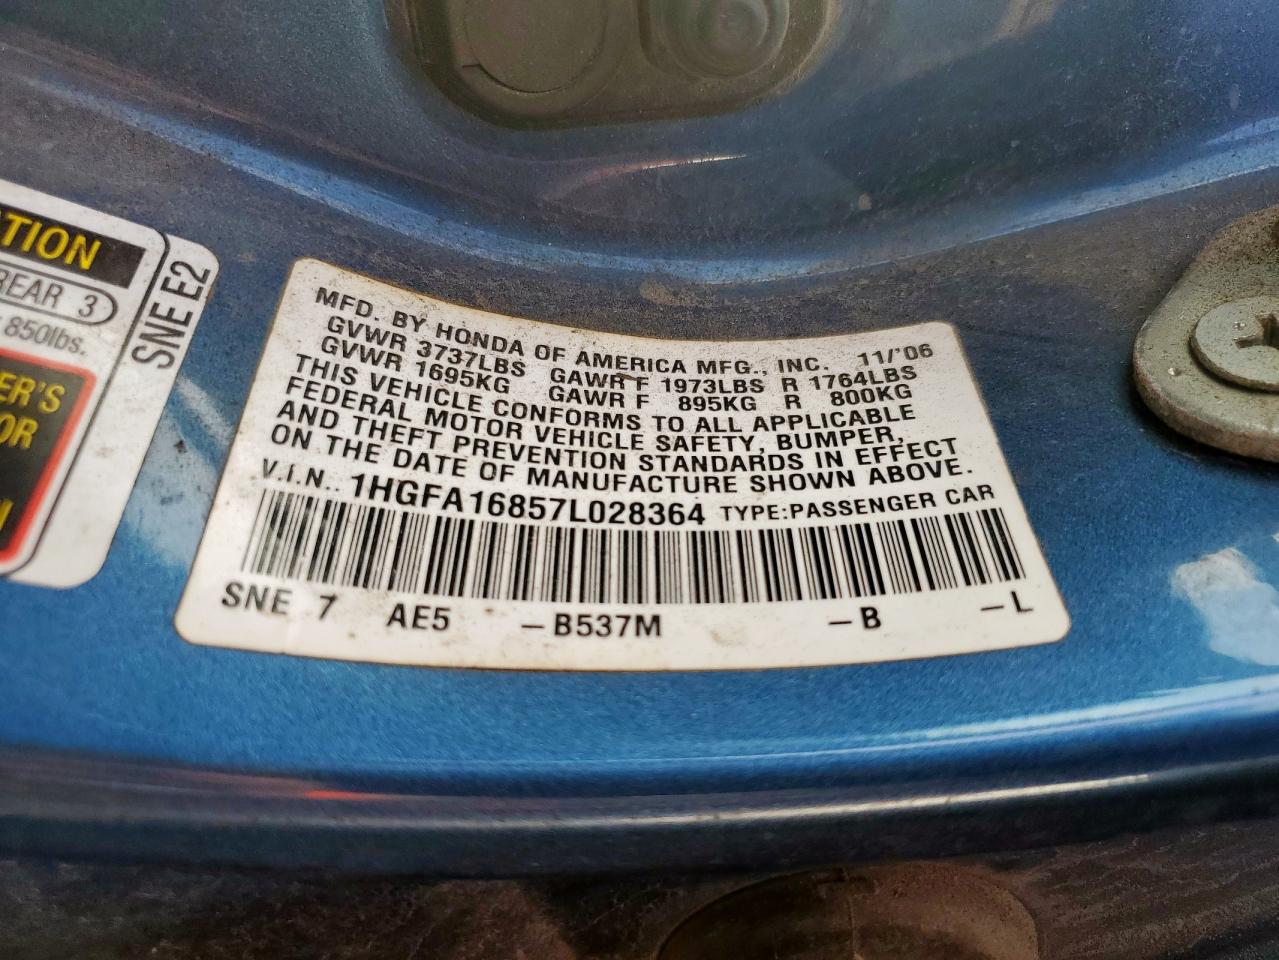 TION
REAR 3
850lbs.
ER'S
OR
SNE E2
MFD. BY HONDA OF AMERICA MFG., INC. 11/'06
GVWR 3737LBS GAWR F 1973LBS R 1764LBS
GVWR 1695KG GAWR F 895KG R 800KG
THIS VEHICLE CONFORMS TO ALL APPLICABLE
FEDERAL MOTOR VEHICLE SAFETY, BUMPER,
AND THEFT PREVENTION STANDARDS IN EFFECT
ON THE DATE OF MANUFACTURE SHOWN ABOVE.
V.I.N.: 1HGFA16857L028364 TYPE:PASSENGER CAR
SNE 7 AE5 –B537M –B –L